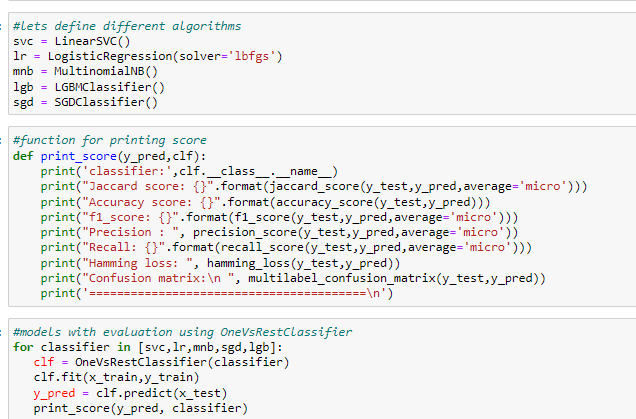 #lets define different algorithms
svc = LinearSVC()
lr = LogisticRegression(solver='lbfgs')
mnb = MultinomialNB()
lgb = LGBMClassifier()
sgd = SGDClassifier()
#function for printing score
def print_score(y_pred,clf):
    print('classifier:',clf.__class__.__name__)
    print("Jaccard score: {}".format(jaccard_score(y_test,y_pred,average='micro')))
    print("Accuracy score: {}".format(accuracy_score(y_test,y_pred)))
    print("f1_score: {}".format(f1_score(y_test,y_pred,average='micro')))
    print("Precision : ", precision_score(y_test,y_pred,average='micro'))
    print("Recall: {}".format(recall_score(y_test,y_pred,average='micro')))
    print("Hamming loss: ", hamming_loss(y_test,y_pred))
    print("Confusion matrix:\n ", multilabel_confusion_matrix(y_test,y_pred))
    print('========================================\n')
#models with evaluation using OneVsRestClassifier
for classifier in [svc,lr,mnb,sgd,lgb]:
   clf = OneVsRestClassifier(classifier)
   clf.fit(x_train,y_train)
   y_pred = clf.predict(x_test)
   print_score(y_pred, classifier)